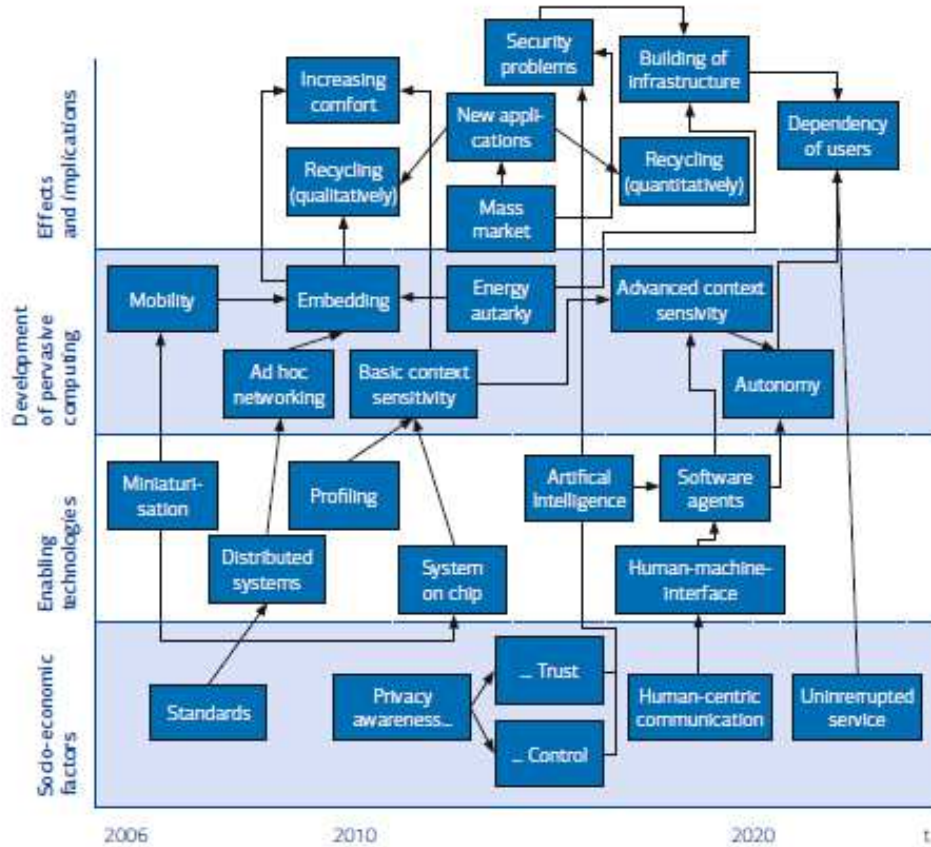 Effects
and implications
Increasing
comfort
Security
problems
Building of
infrastructure
New appli-
cations
Dependency
of users
Recycling
(qualitatively)
Recycling
(quantitatively)
Mass
market
Development
of pervasive
computing
Mobility
Embedding
Energy
autarky
Advanced context
sensivity
Ad hoc
networking
Basic context
sensitivity
Autonomy
Enabling
technologies
Miniaturi-
sation
Profiling
Artifical
intelligence
Software
agents
Distributed
systems
System
on chip
Human-machine-
interface
Socio-economic
factors
Standards
Privacy
awareness...
... Trust
... Control
Human-centric
communication
Uninrerrupted
service
2006
2010
2020
t